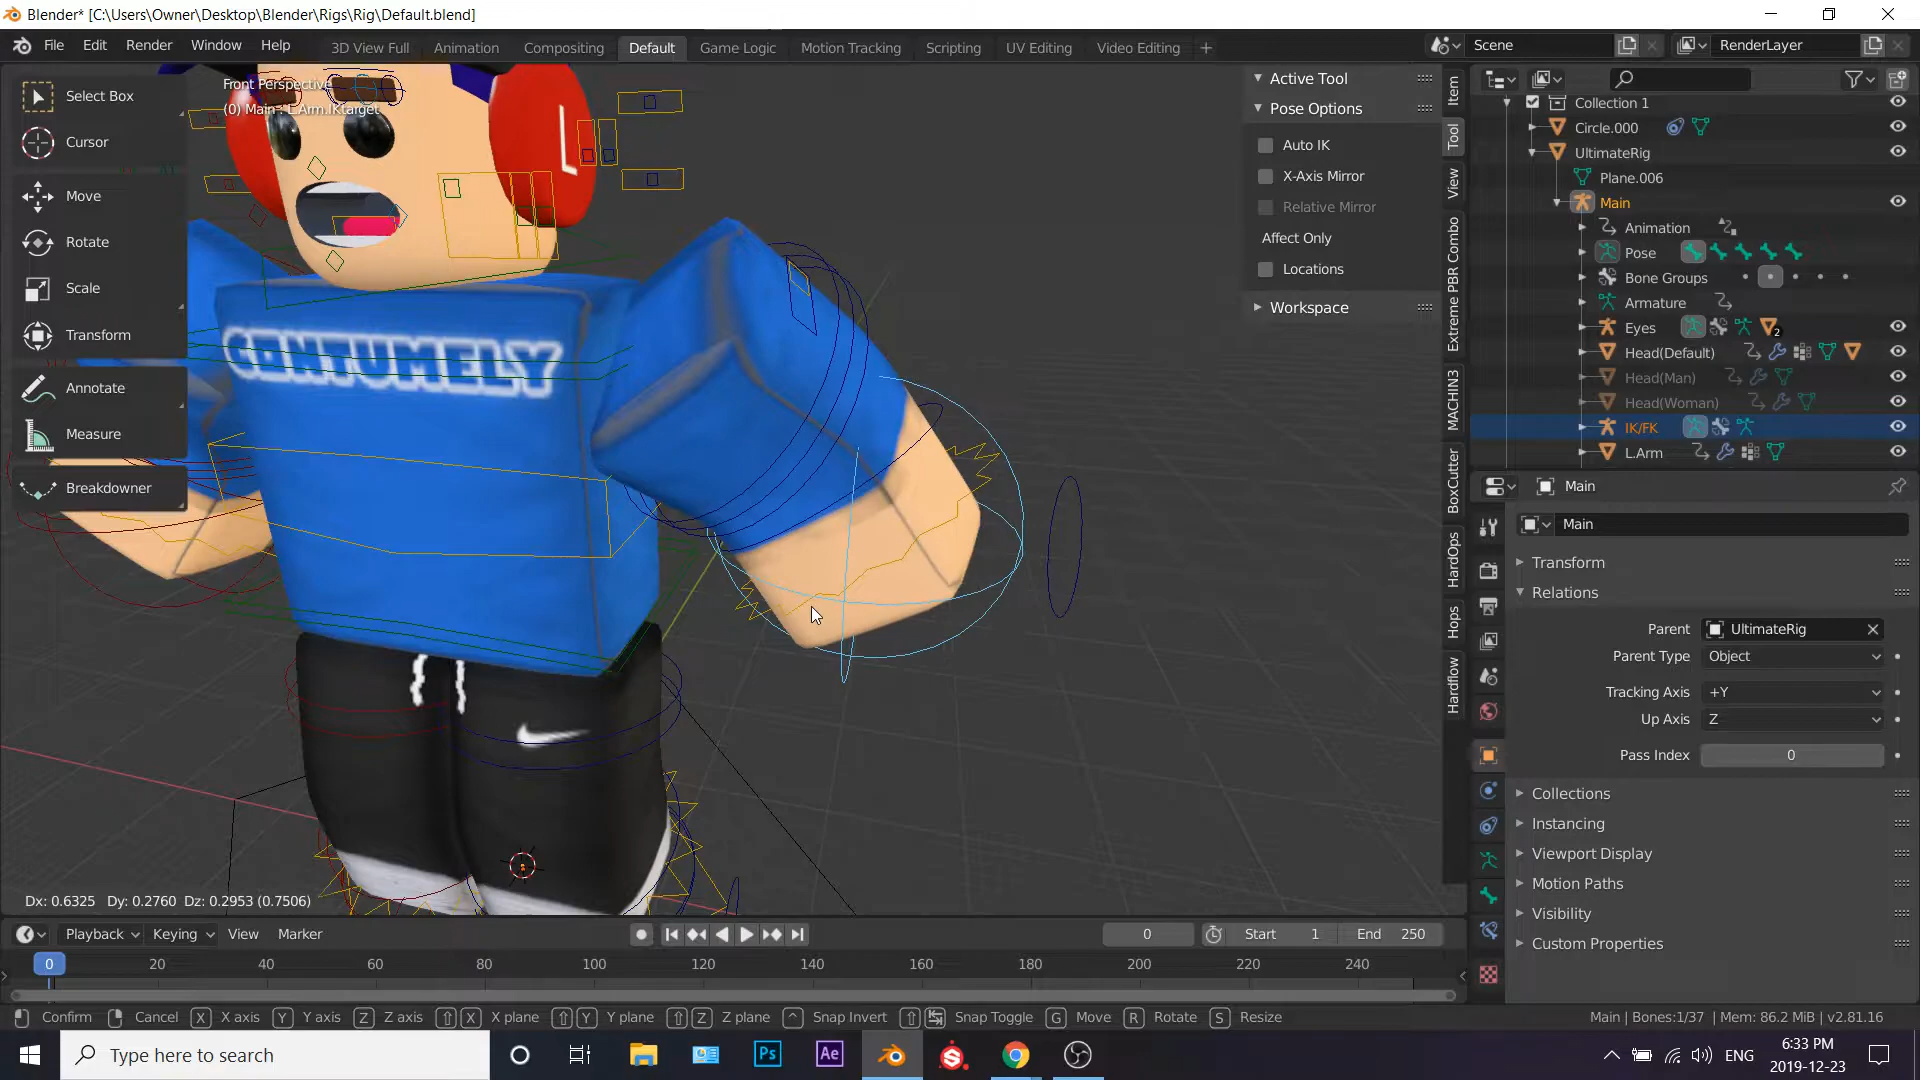 Blender* [C:\Users\Owner\Desktop\Blender\Rigs\Rig\Default.blend]
File Edit Render Window Help
3D View Full Animation Compositing Default Game Logic Motion Tracking Scripting UV Editing Video Editing +
Scene
RenderLayer
Select Box
Cursor
Move
Rotate
Scale
Transform
Annotate
Measure
Breakdowner
Front Perspective
(0) Main : L.Arm.IKtarget
CENTUMELY
Dx: 0.6325 Dy: 0.2760 Dz: 0.2953 (0.7506)
Active Tool
Pose Options
Auto IK
X-Axis Mirror
Relative Mirror
Affect Only
Locations
Workspace
Item
Tool
View
Extreme PBR Combo
MACHIN3
BoxCutter
HardOps
Hops
Hardflow
Collection 1
Circle.000
UltimateRig
Plane.006
Main
Animation
Pose
Bone Groups
Armature
Eyes
2
Head(Default)
Head(Man)
Head(Woman)
IK/FK
L.Arm
Main
Main
Transform
Relations
Parent UltimateRig
Parent Type Object
Tracking Axis +Y
Up Axis Z
Pass Index 0
Collections
Instancing
Viewport Display
Motion Paths
Visibility
Custom Properties
Playback Keying View Marker
0
Start 1 End 250
0 20 40 60 80 100 120 140 160 180 200 220 240
Confirm Cancel X X axis Y Y axis Z Z axis X X plane Y Y plane Z Z plane ^ Snap Invert Snap Toggle G Move R Rotate S Resize
Main | Bones:1/37 | Mem: 86.2 MiB | v2.81.16
Type here to search
Ps
Ae
ENG
6:33 PM
2019-12-23